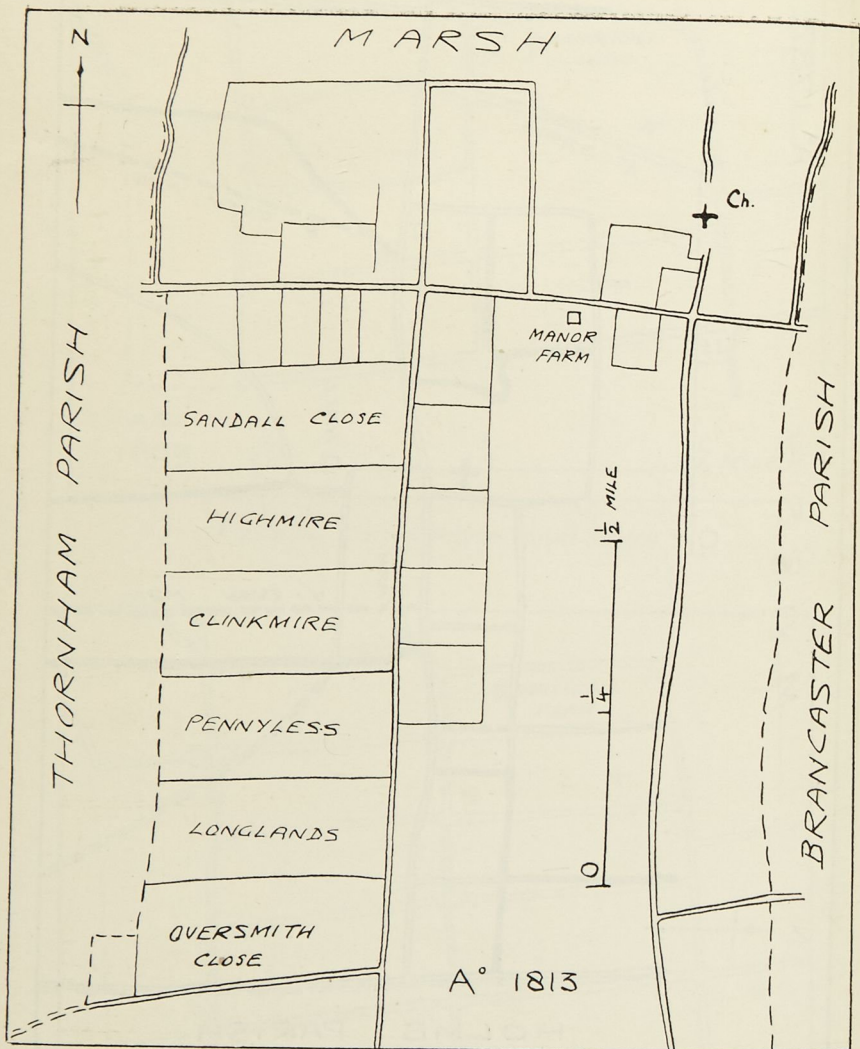 MARSH
N
Ch.
MANOR
FARM
THORNHAM PARISH
SANDALL CLOSE
HIGHMIRE
CLINKMIRE
PENNYLESS
LONGLANDS
OVERSMITH
CLOSE
½ MILE
¼
0
BRANCASTER PARISH
A° 1813